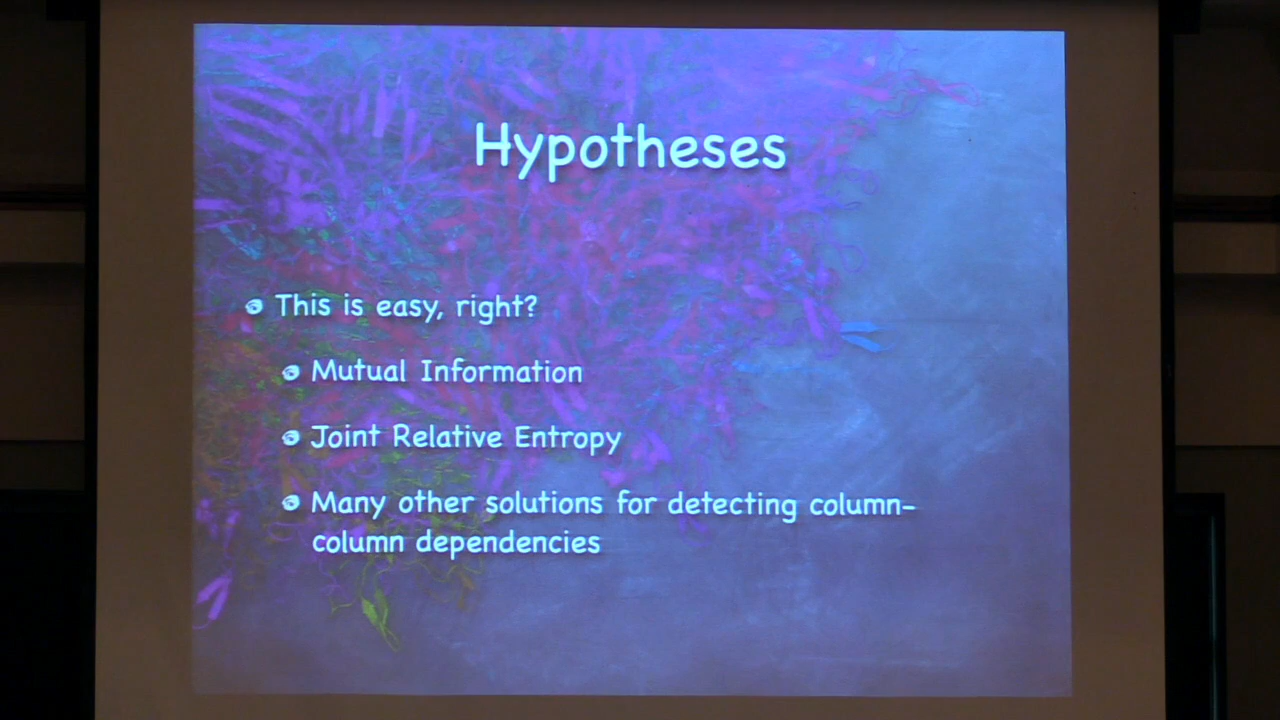 Hypotheses
This is easy, right?
Mutual Information
Joint Relative Entropy
Many other solutions for detecting column-
column dependencies